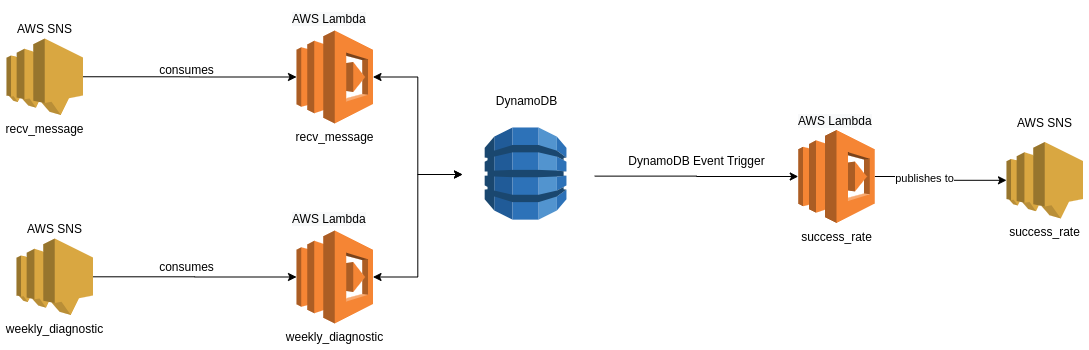 AWS SNS
recv_message
consumes
AWS Lambda
recv_message
AWS SNS
weekly_diagnostic
consumes
AWS Lambda
weekly_diagnostic
DynamoDB
DynamoDB Event Trigger
AWS Lambda
success_rate
publishes to
AWS SNS
success_rate